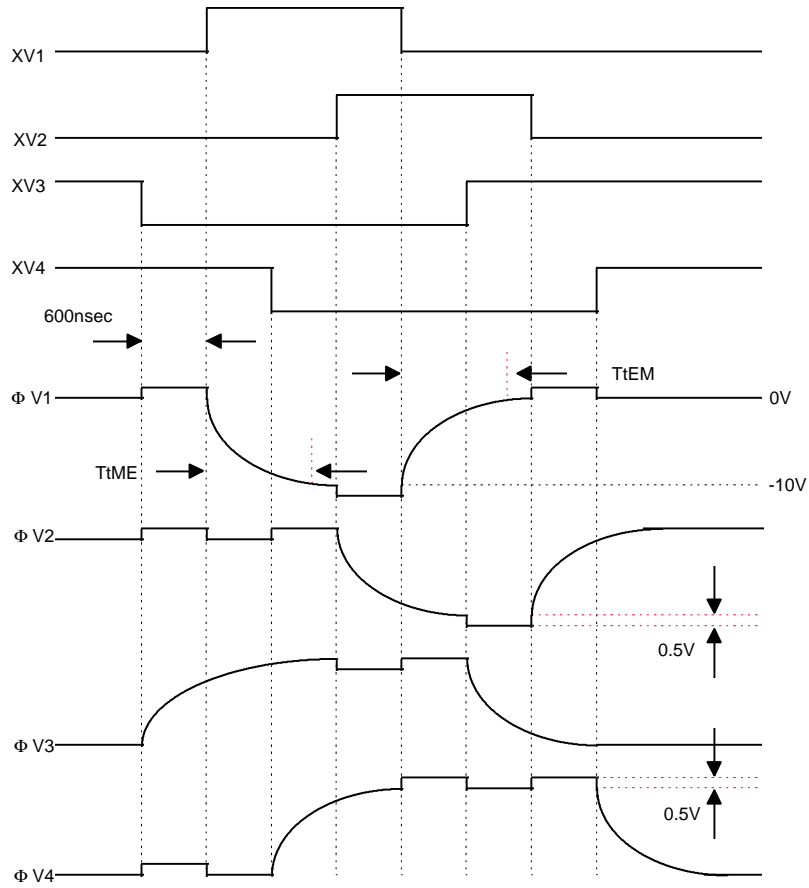 XV1
XV2
XV3
XV4
600nsec
TtEM
Φ V1
0V
TtME
-10V
Φ V2
0.5V
Φ V3
0.5V
Φ V4